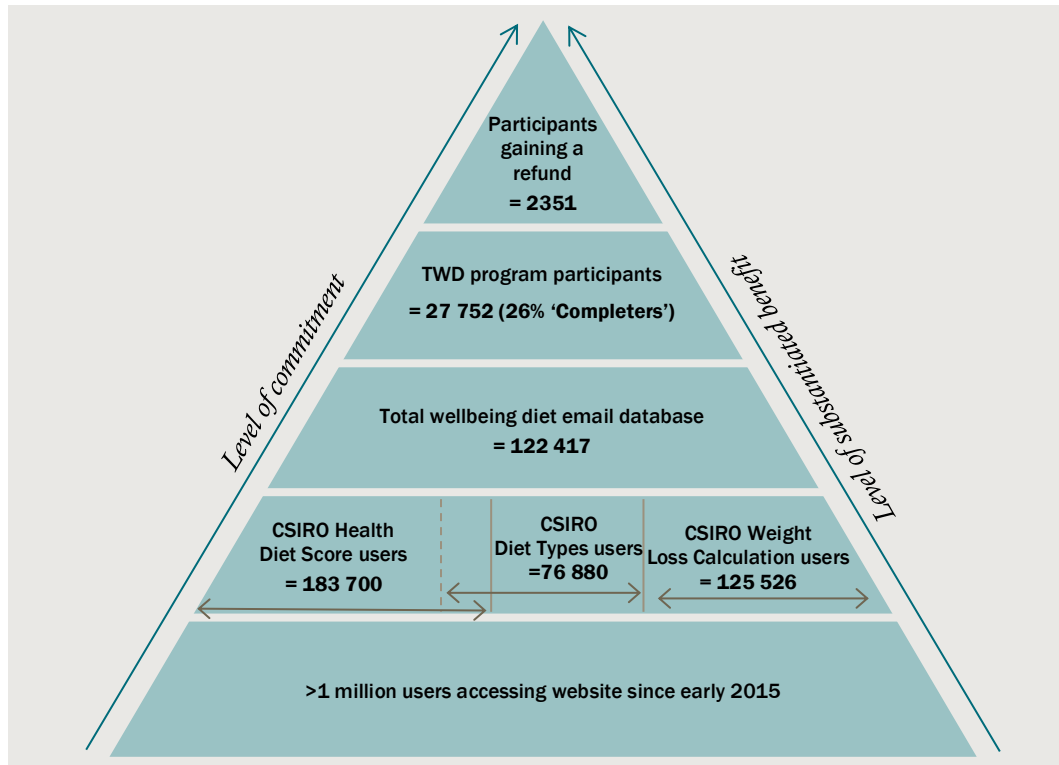 Participants
gaining a
refund
= 2351
TWD program participants
= 27 752 (26% ‘Completers’)
Level of commitment
Level of substantiated benefit
Total wellbeing diet email database
= 122 417
CSIRO Health
Diet Score users
= 183 700
CSIRO
Diet Types users
=76 880
CSIRO Weight
Loss Calculation users
= 125 526
>1 million users accessing website since early 2015